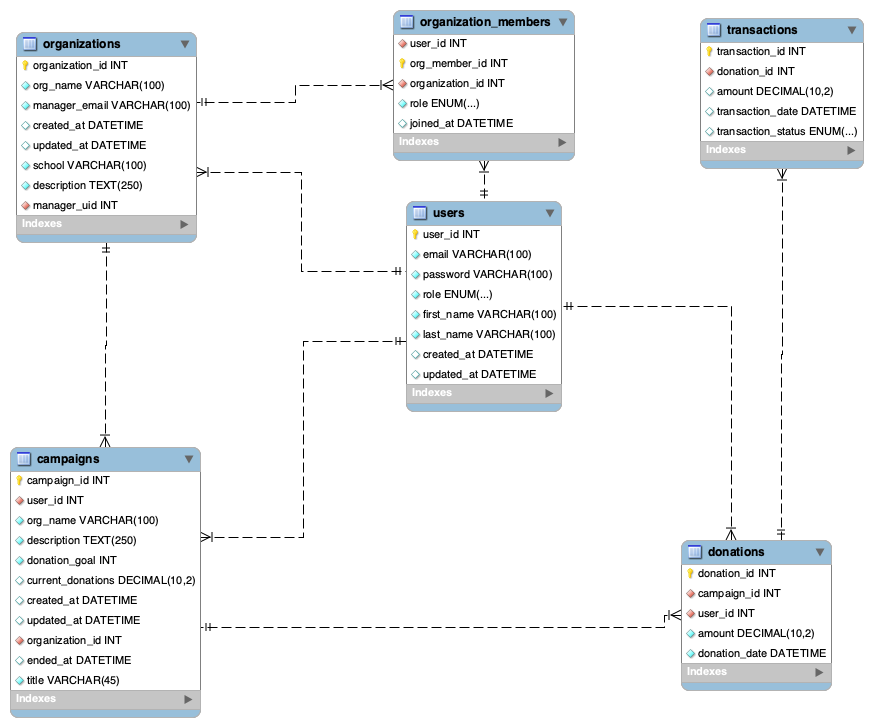 organizations
organization_id INT
org_name VARCHAR(100)
manager_email VARCHAR(100)
created_at DATETIME
updated_at DATETIME
school VARCHAR(100)
description TEXT(250)
manager_uid INT
Indexes
organization_members
user_id INT
org_member_id INT
organization_id INT
role ENUM(...)
joined_at DATETIME
Indexes
transactions
transaction_id INT
donation_id INT
amount DECIMAL(10,2)
transaction_date DATETIME
transaction_status ENUM(...)
Indexes
users
user_id INT
email VARCHAR(100)
password VARCHAR(100)
role ENUM(...)
first_name VARCHAR(100)
last_name VARCHAR(100)
created_at DATETIME
updated_at DATETIME
Indexes
campaigns
campaign_id INT
user_id INT
org_name VARCHAR(100)
description TEXT(250)
donation_goal INT
current_donations DECIMAL(10,2)
created_at DATETIME
updated_at DATETIME
organization_id INT
ended_at DATETIME
title VARCHAR(45)
Indexes
donations
donation_id INT
campaign_id INT
user_id INT
amount DECIMAL(10,2)
donation_date DATETIME
Indexes